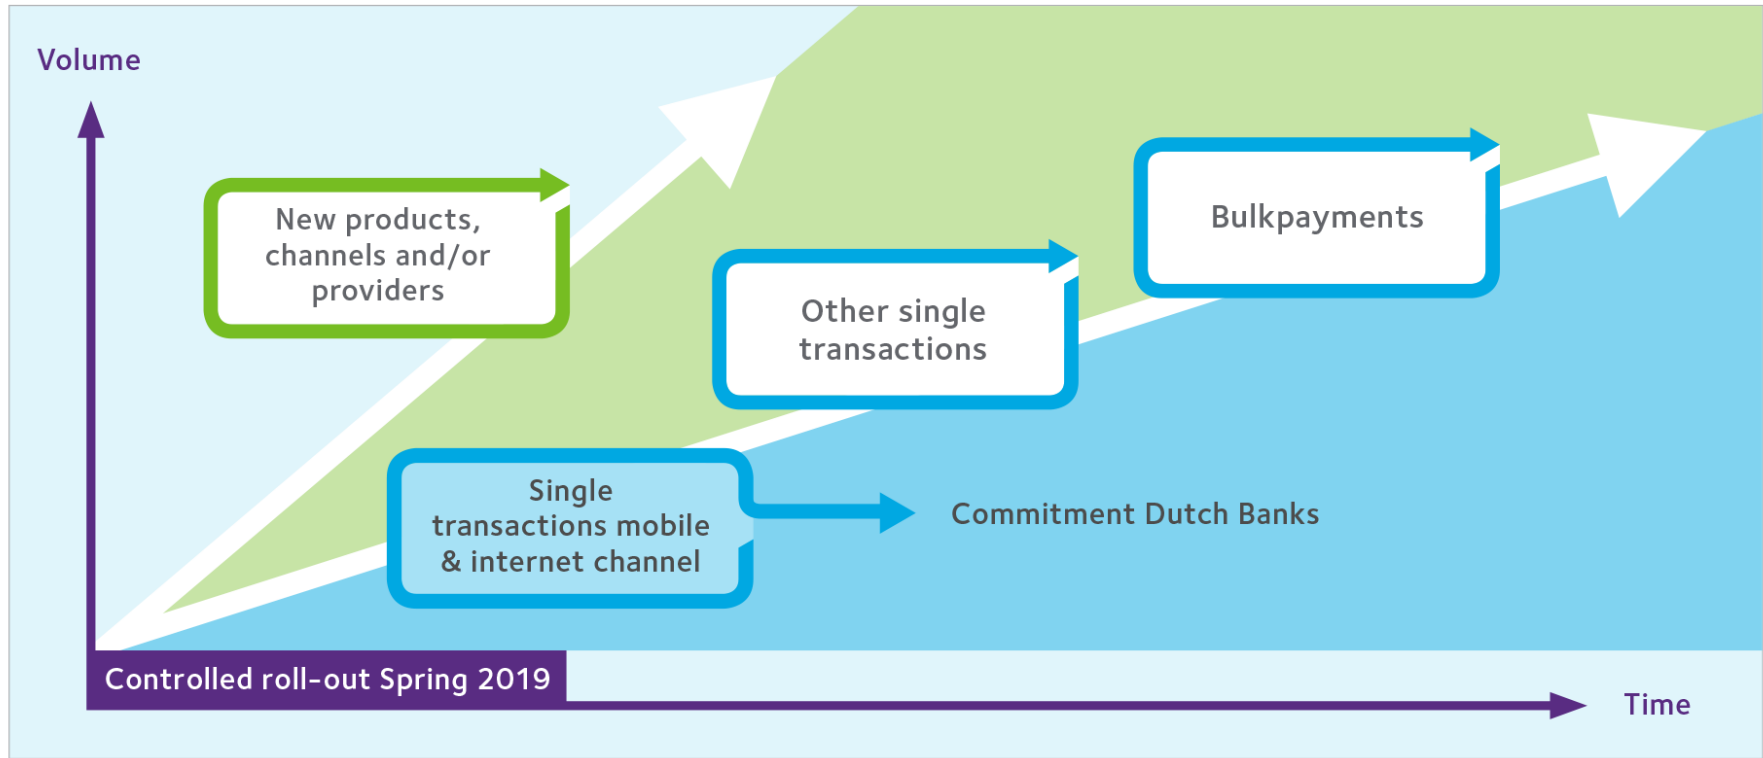 Volume
New products,
channels and/or
providers
Bulkpayments
Other single
transactions
Single
transactions mobile
& internet channel
Commitment Dutch Banks
Controlled roll-out Spring 2019
Time